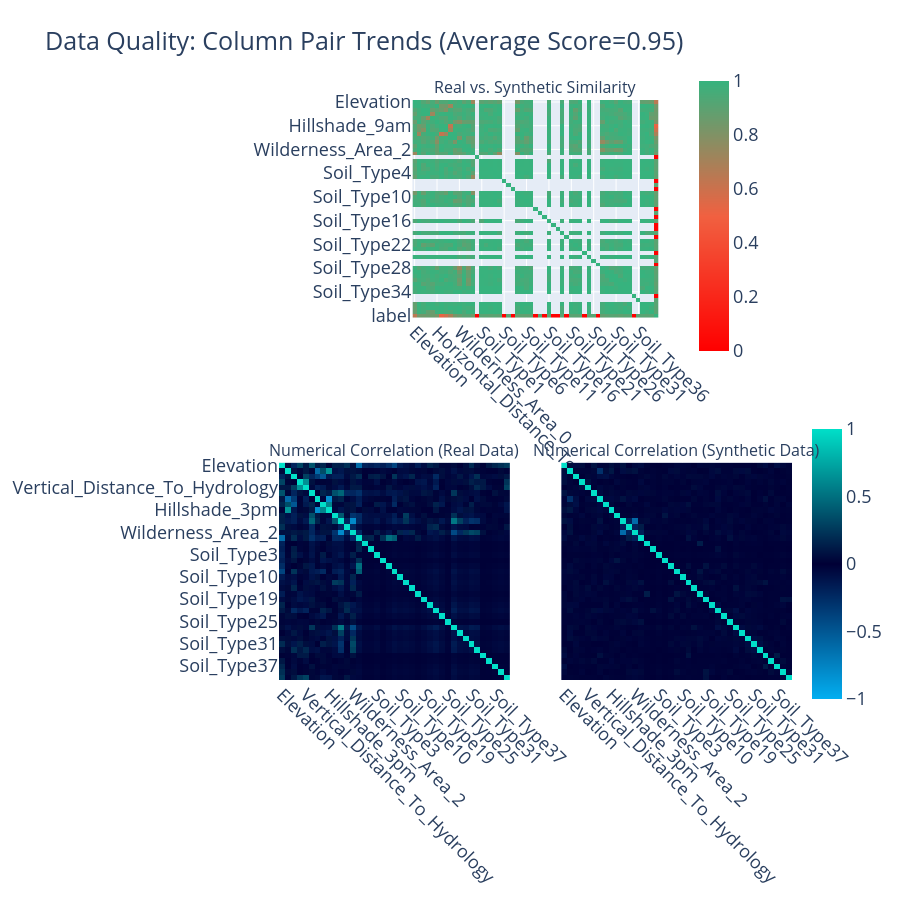 Data Quality: Column Pair Trends (Average Score=0.95)
Real vs. Synthetic Similarity
Elevation
Hillshade_9am
Wilderness_Area_2
Soil_Type4
Soil_Type10
Soil_Type16
Soil_Type22
Soil_Type28
Soil_Type34
label
1
0.8
0.6
0.4
0.2
0
Elevation
Horizontal_Distance_To
Wilderness_Area_0
Soil_Type1
Soil_Type6
Soil_Type11
Soil_Type16
Soil_Type21
Soil_Type26
Soil_Type31
Soil_Type36
Numerical Correlation (Real Data)
Elevation
Vertical_Distance_To_Hydrology
Hillshade_3pm
Wilderness_Area_2
Soil_Type3
Soil_Type10
Soil_Type19
Soil_Type25
Soil_Type31
Soil_Type37
Elevation
Vertical_Distance_To_Hydrology
Hillshade_3pm
Wilderness_Area_2
Soil_Type3
Soil_Type10
Soil_Type19
Soil_Type25
Soil_Type31
Soil_Type37
Numerical Correlation (Synthetic Data)
Elevation
Vertical_Distance_To_Hydrology
Hillshade_3pm
Wilderness_Area_2
Soil_Type3
Soil_Type10
Soil_Type19
Soil_Type25
Soil_Type31
Soil_Type37
1
0.5
0
−0.5
−1